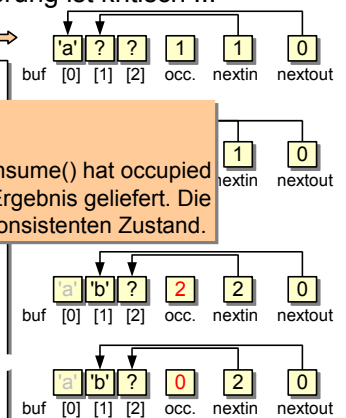 rung ist kritisch ...
'a' ? ? 1 1 0
buf [0] [1] [2] occ. nextin nextout
nsume() hat occupied
1 0
Ergebnis geliefert. Die
nextin nextout
onsistenten Zustand.
'a' 'b' ? 2 2 0
buf [0] [1] [2] occ. nextin nextout
'a' 'b' ? 0 2 0
buf [0] [1] [2] occ. nextin nextout